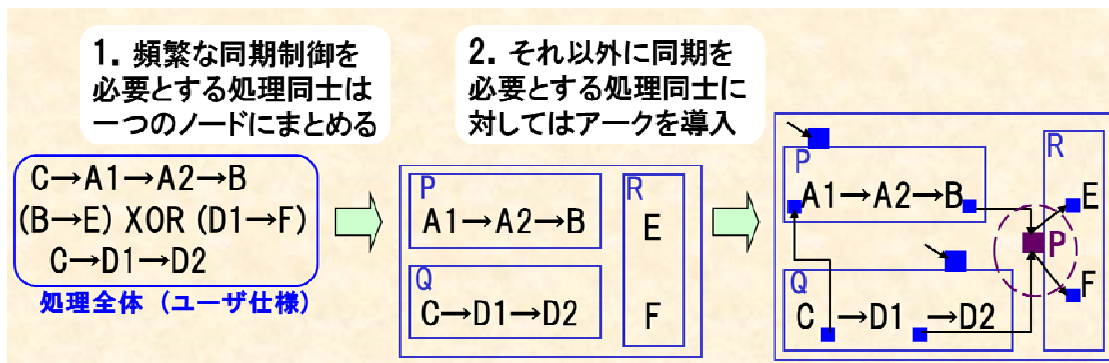 1. 頻繁な同期制御を
必要とする処理同士は
一つのノードにまとめる
2. それ以外に同期を
必要とする処理同士に
対してはアークを導入
C→A1→A2→B
(B→E) XOR (D1→F)
C→D1→D2
処理全体 (ユーザ仕様)
P
A1→A2→B
Q
C→D1→D2
R
E
F
P
A1→A2→B
Q
C →D1 →D2
R
E
P
F